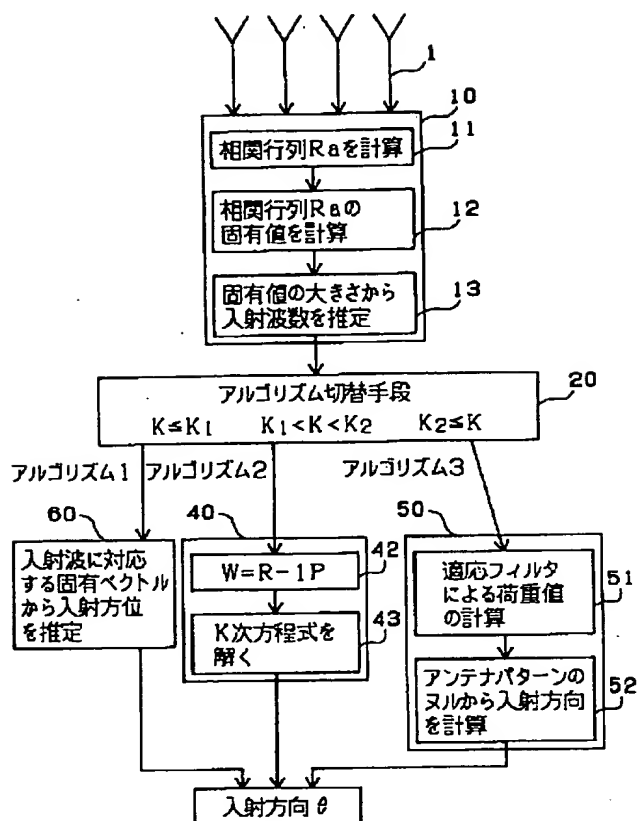 1
10
相関行列Raを計算
11
相関行列Raの
固有値を計算
12
固有値の大きさから
入射波数を推定
13
アルゴリズム切替手段
K≦K1 K1<K<K2 K2≦K
20
アルゴリズム1
アルゴリズム2
アルゴリズム3
60
入射波に対応
する固有ベクトル
から入射方位
を推定
40
W=R-1P
42
K次方程式を
解く
43
50
適応フィルタ
による荷重値
の計算
51
アンテナパターンの
ヌルから入射方向
を計算
52
入射方向θ